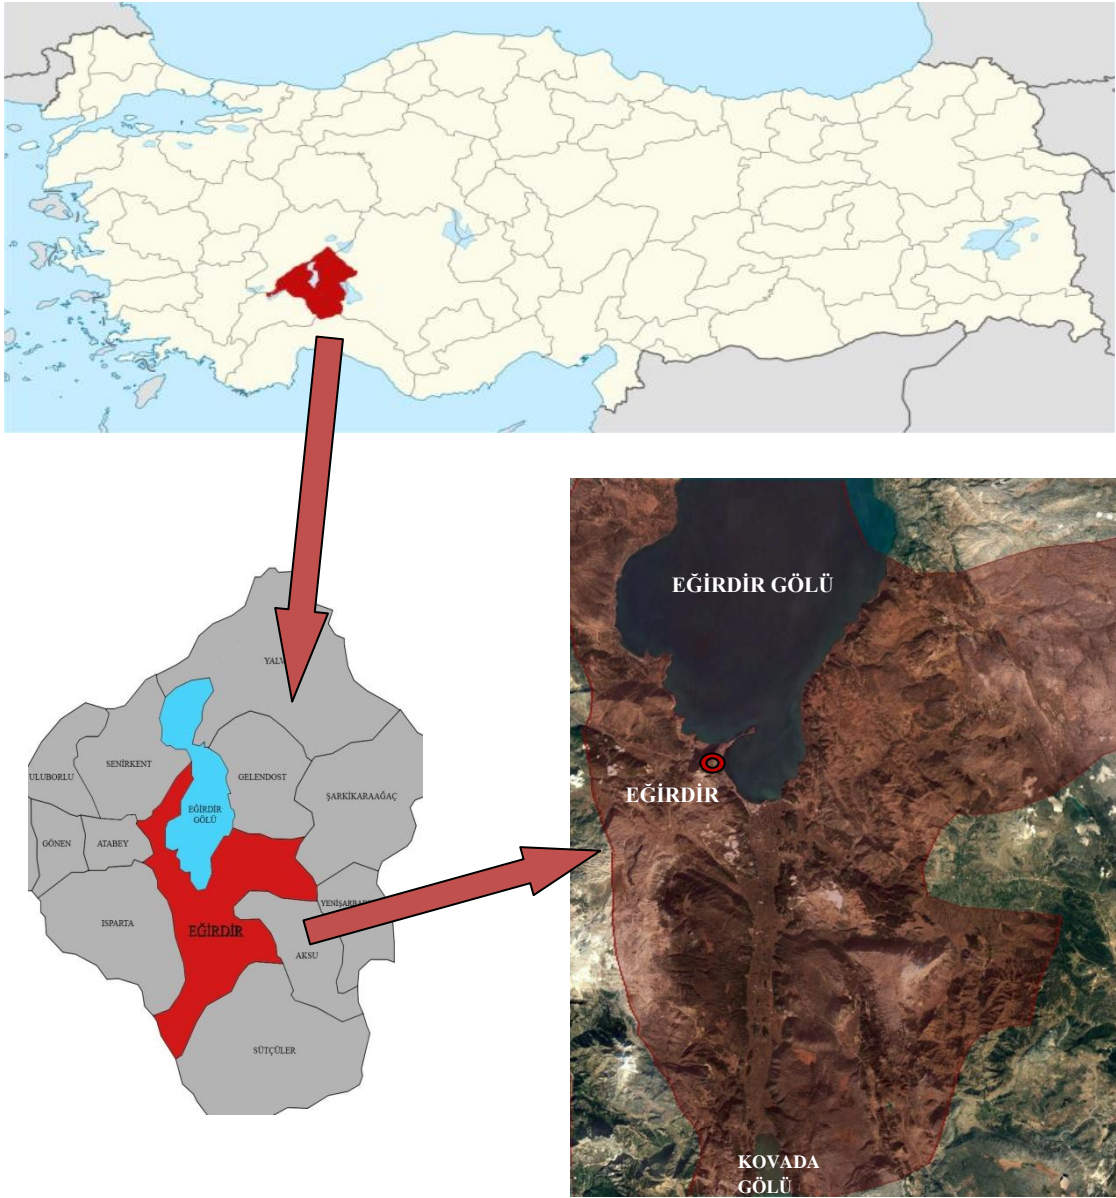 SENİRKENT
ULUBORLU
GELENDOST
ŞARKİKARAAĞAÇ
EĞİRDİR
GÖLÜ
GÖNEN
ATABEY
ISPARTA
EĞİRDİR
AKSU
SÜTÇÜLER
EĞİRDİR GÖLÜ
EĞİRDİR
KOVADA
GÖLÜ